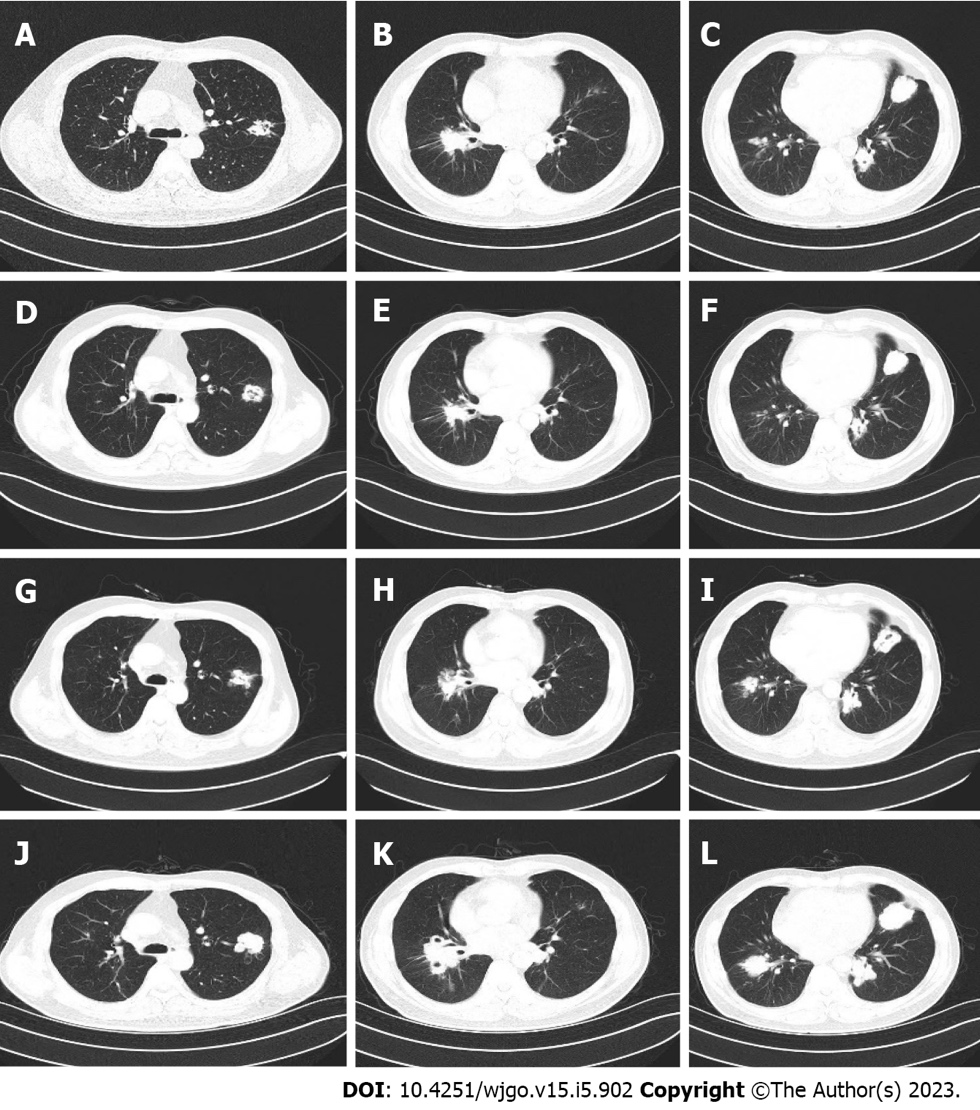 A
B
C
D
E
F
G
H
I
J
K
L
DOI: 10.4251/wjgo.v15.i5.902 Copyright ©The Author(s) 2023.